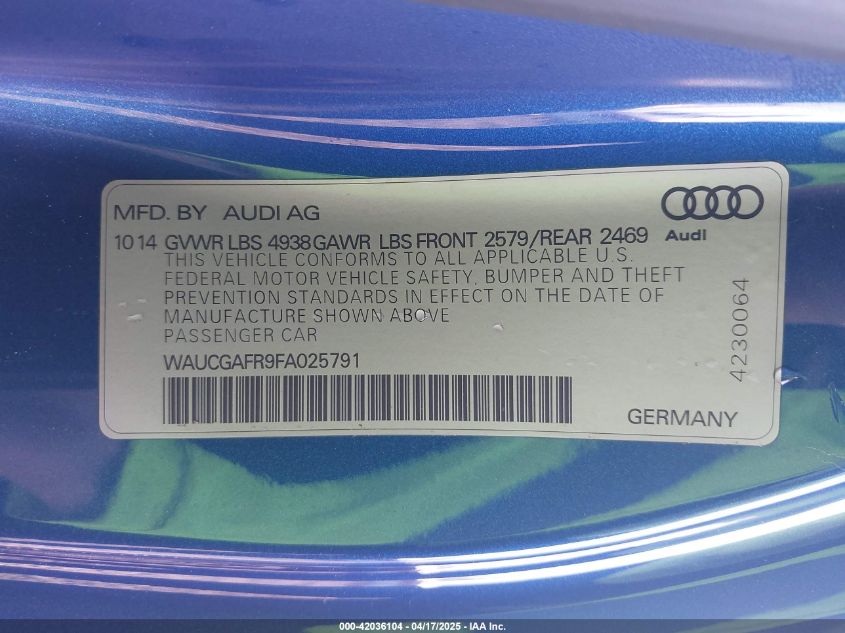 MFD. BY AUDI AG
Audi
10 14 GVWR LBS 4938 GAWR LBS FRONT 2579/REAR 2469
THIS VEHICLE CONFORMS TO ALL APPLICABLE U.S.
FEDERAL MOTOR VEHICLE SAFETY, BUMPER AND THEFT
PREVENTION STANDARDS IN EFFECT ON THE DATE OF
MANUFACTURE SHOWN ABOVE
PASSENGER CAR
WAUCGAFR9FA025791
4230064
GERMANY
000-42036104 - 04/17/2025 - IAA Inc.